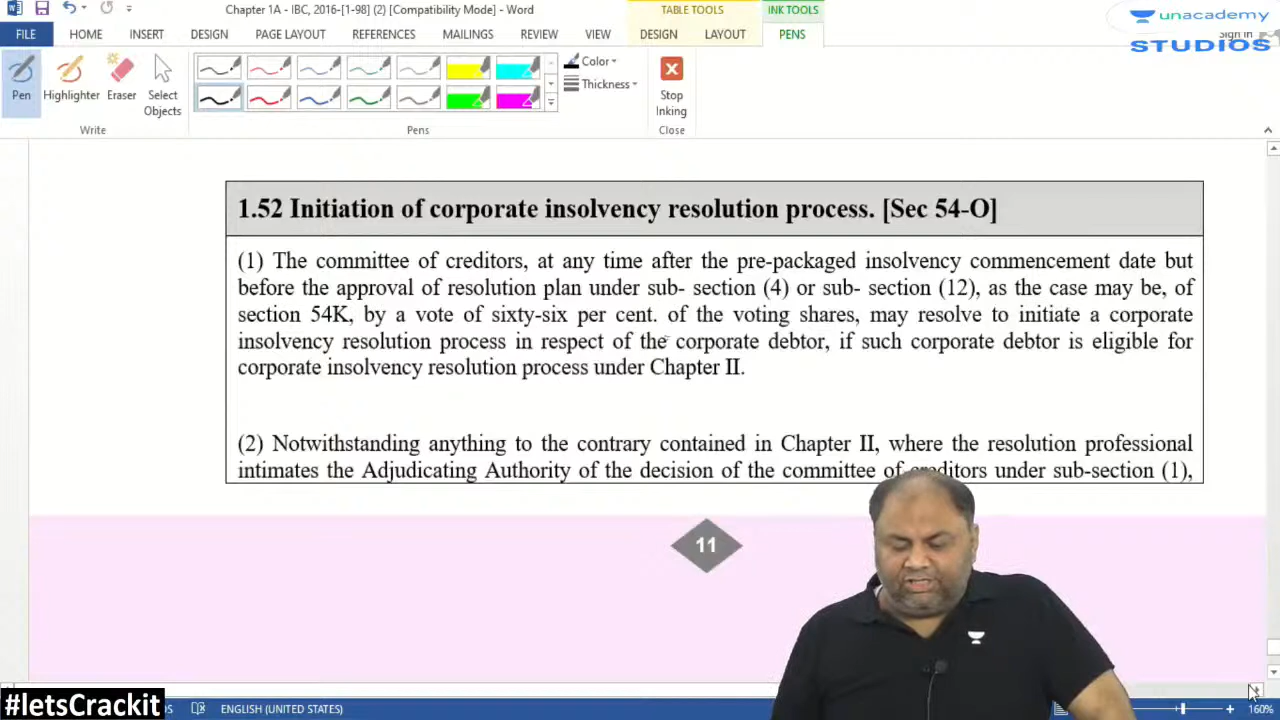 Chapter 1A - IBC, 2016-[1-98] (2) [Compatibility Mode] - Word
TABLE TOOLS
INK TOOLS
unacademy
STUDIOS
Sign in
FILE
HOME
INSERT
DESIGN
PAGE LAYOUT
REFERENCES
MAILINGS
REVIEW
VIEW
DESIGN
LAYOUT
PENS
Pen
Highlighter
Eraser
Select
Objects
Color
Thickness
Stop
Inking
Write
Pens
Close
1.52 Initiation of corporate insolvency resolution process. [Sec 54-O]
(1) The committee of creditors, at any time after the pre-packaged insolvency commencement date but
before the approval of resolution plan under sub- section (4) or sub- section (12), as the case may be, of
section 54K, by a vote of sixty-six per cent. of the voting shares, may resolve to initiate a corporate
insolvency resolution process in respect of the corporate debtor, if such corporate debtor is eligible for
corporate insolvency resolution process under Chapter II.
(2) Notwithstanding anything to the contrary contained in Chapter II, where the resolution professional
intimates the Adjudicating Authority of the decision of the committee of creditors under sub-section (1),
11
#letsCrackit
ENGLISH (UNITED STATES)
160%